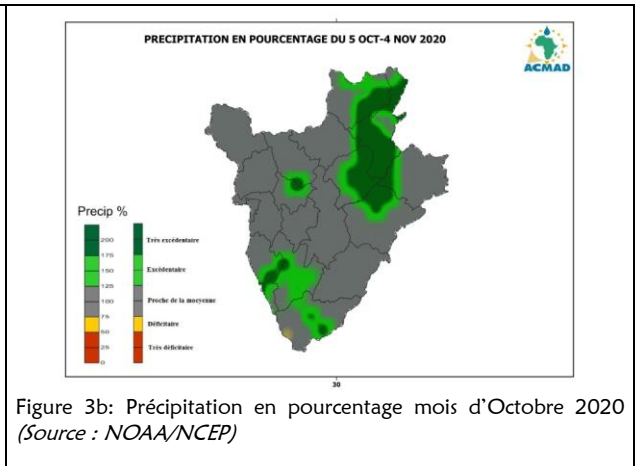 PRECIPITATION EN POURCENTAGE DU 5 OCT-4 NOV 2020
ACMAD
Precip %
200
175
150
125
100
75
50
25
0
Très excédentaire
Excèdentaire
Proche de la moeyenne
Déficitaire
Très déficitaire
30
Figure 3b: Précipitation en pourcentage mois d’Octobre 2020
(Source : NOAA/NCEP)